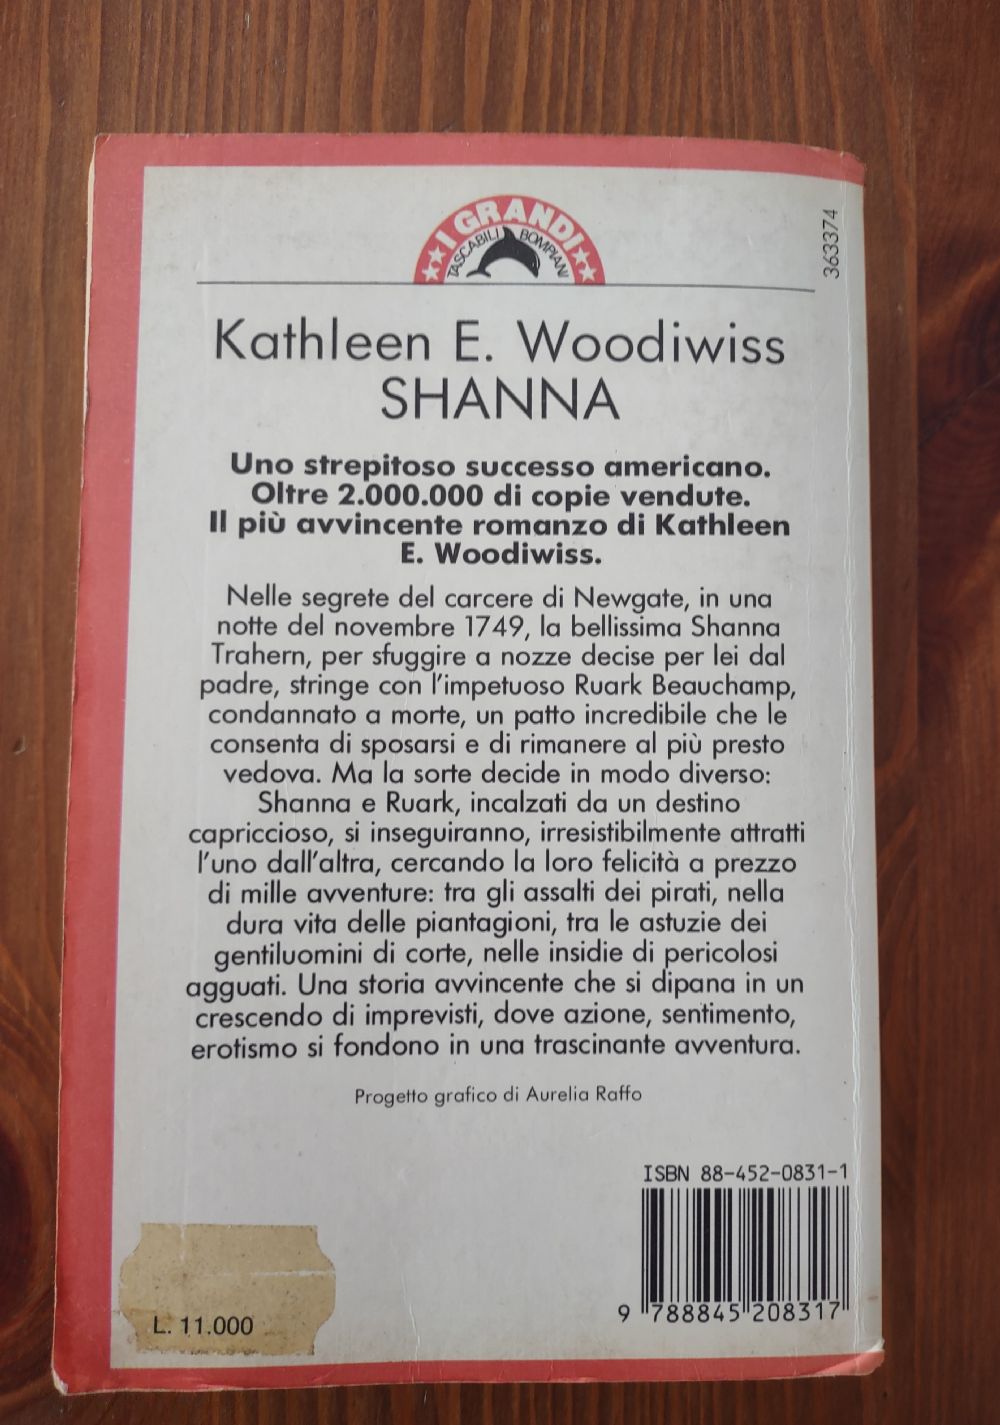 I GRANDI
TASCABILI BOMPIANI
363374
Kathleen E. Woodiwiss
SHANNA
Uno strepitoso successo americano.
Oltre 2.000.000 di copie vendute.
Il più avvincente romanzo di Kathleen
E. Woodiwiss.
Nelle segrete del carcere di Newgate, in una
notte del novembre 1749, la bellissima Shanna
Trahern, per sfuggire a nozze decise per lei dal
padre, stringe con l'impetuoso Ruark Beauchamp,
condannato a morte, un patto incredibile che le
consenta di sposarsi e di rimanere al più presto
vedova. Ma la sorte decide in modo diverso:
Shanna e Ruark, incalzati da un destino
capriccioso, si inseguiranno, irresistibilmente attratti
l'uno dall'altra, cercando la loro felicità a prezzo
di mille avventure: tra gli assalti dei pirati, nella
dura vita delle piantagioni, tra le astuzie dei
gentiluomini di corte, nelle insidie di pericolosi
agguati. Una storia avvincente che si dipana in un
crescendo di imprevisti, dove azione, sentimento,
erotismo si fondono in una trascinante avventura.
Progetto grafico di Aurelia Raffo
ISBN 88-452-0831-1
9 788845 208317
L. 11.000